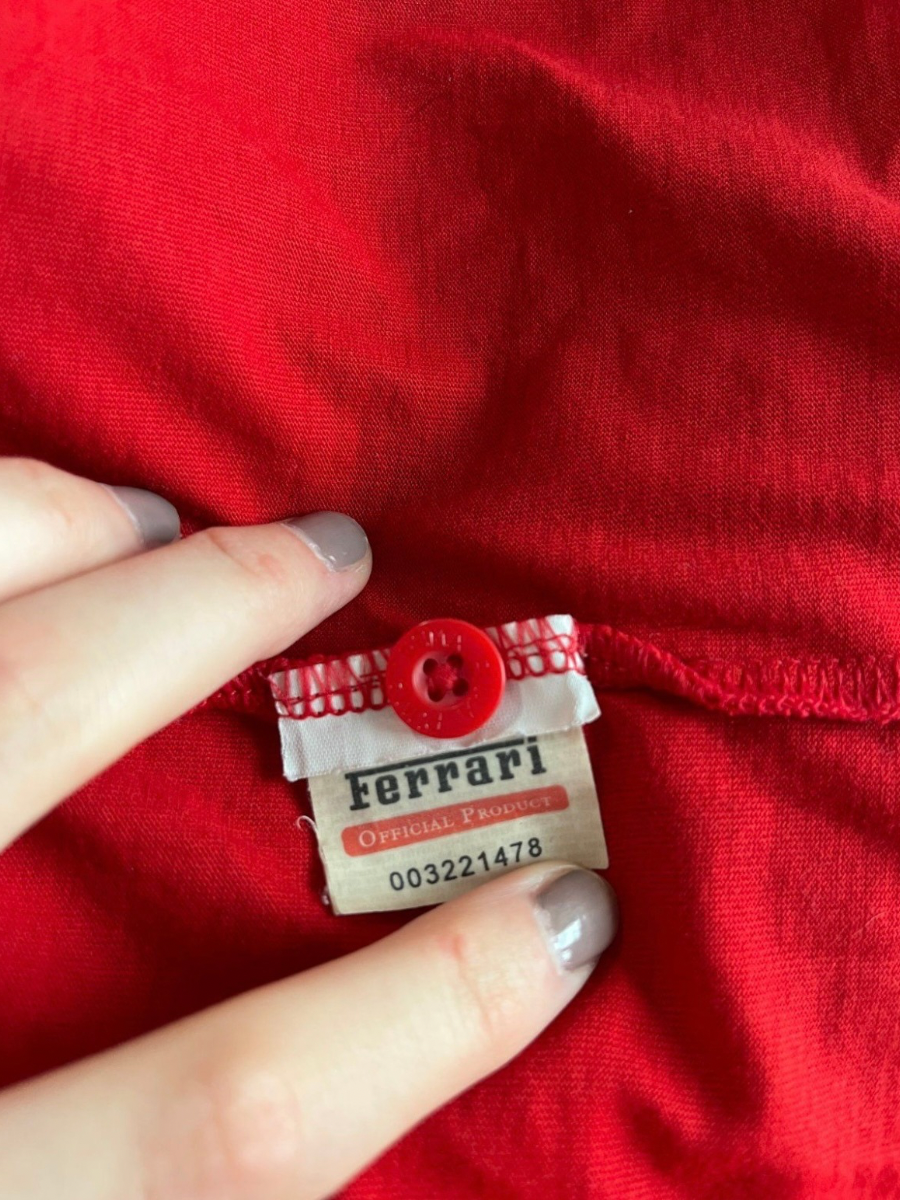 Ferrari
OFFICIAL PRODUCT
003221478